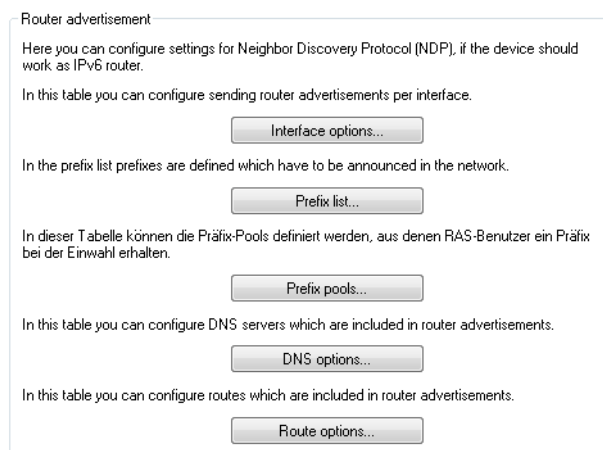 Router advertisement
Here you can configure settings for Neighbor Discovery Protocol (NDP), if the device should
work as IPv6 router.
In this table you can configure sending router advertisements per interface.
Interface options...
In the prefix list prefixes are defined which have to be announced in the network.
Prefix list...
In dieser Tabelle können die Präfix-Pools definiert werden, aus denen RAS-Benutzer ein Präfix
bei der Einwahl erhalten.
Prefix pools...
In this table you can configure DNS servers which are included in router advertisements.
DNS options...
In this table you can configure routes which are included in router advertisements.
Route options...